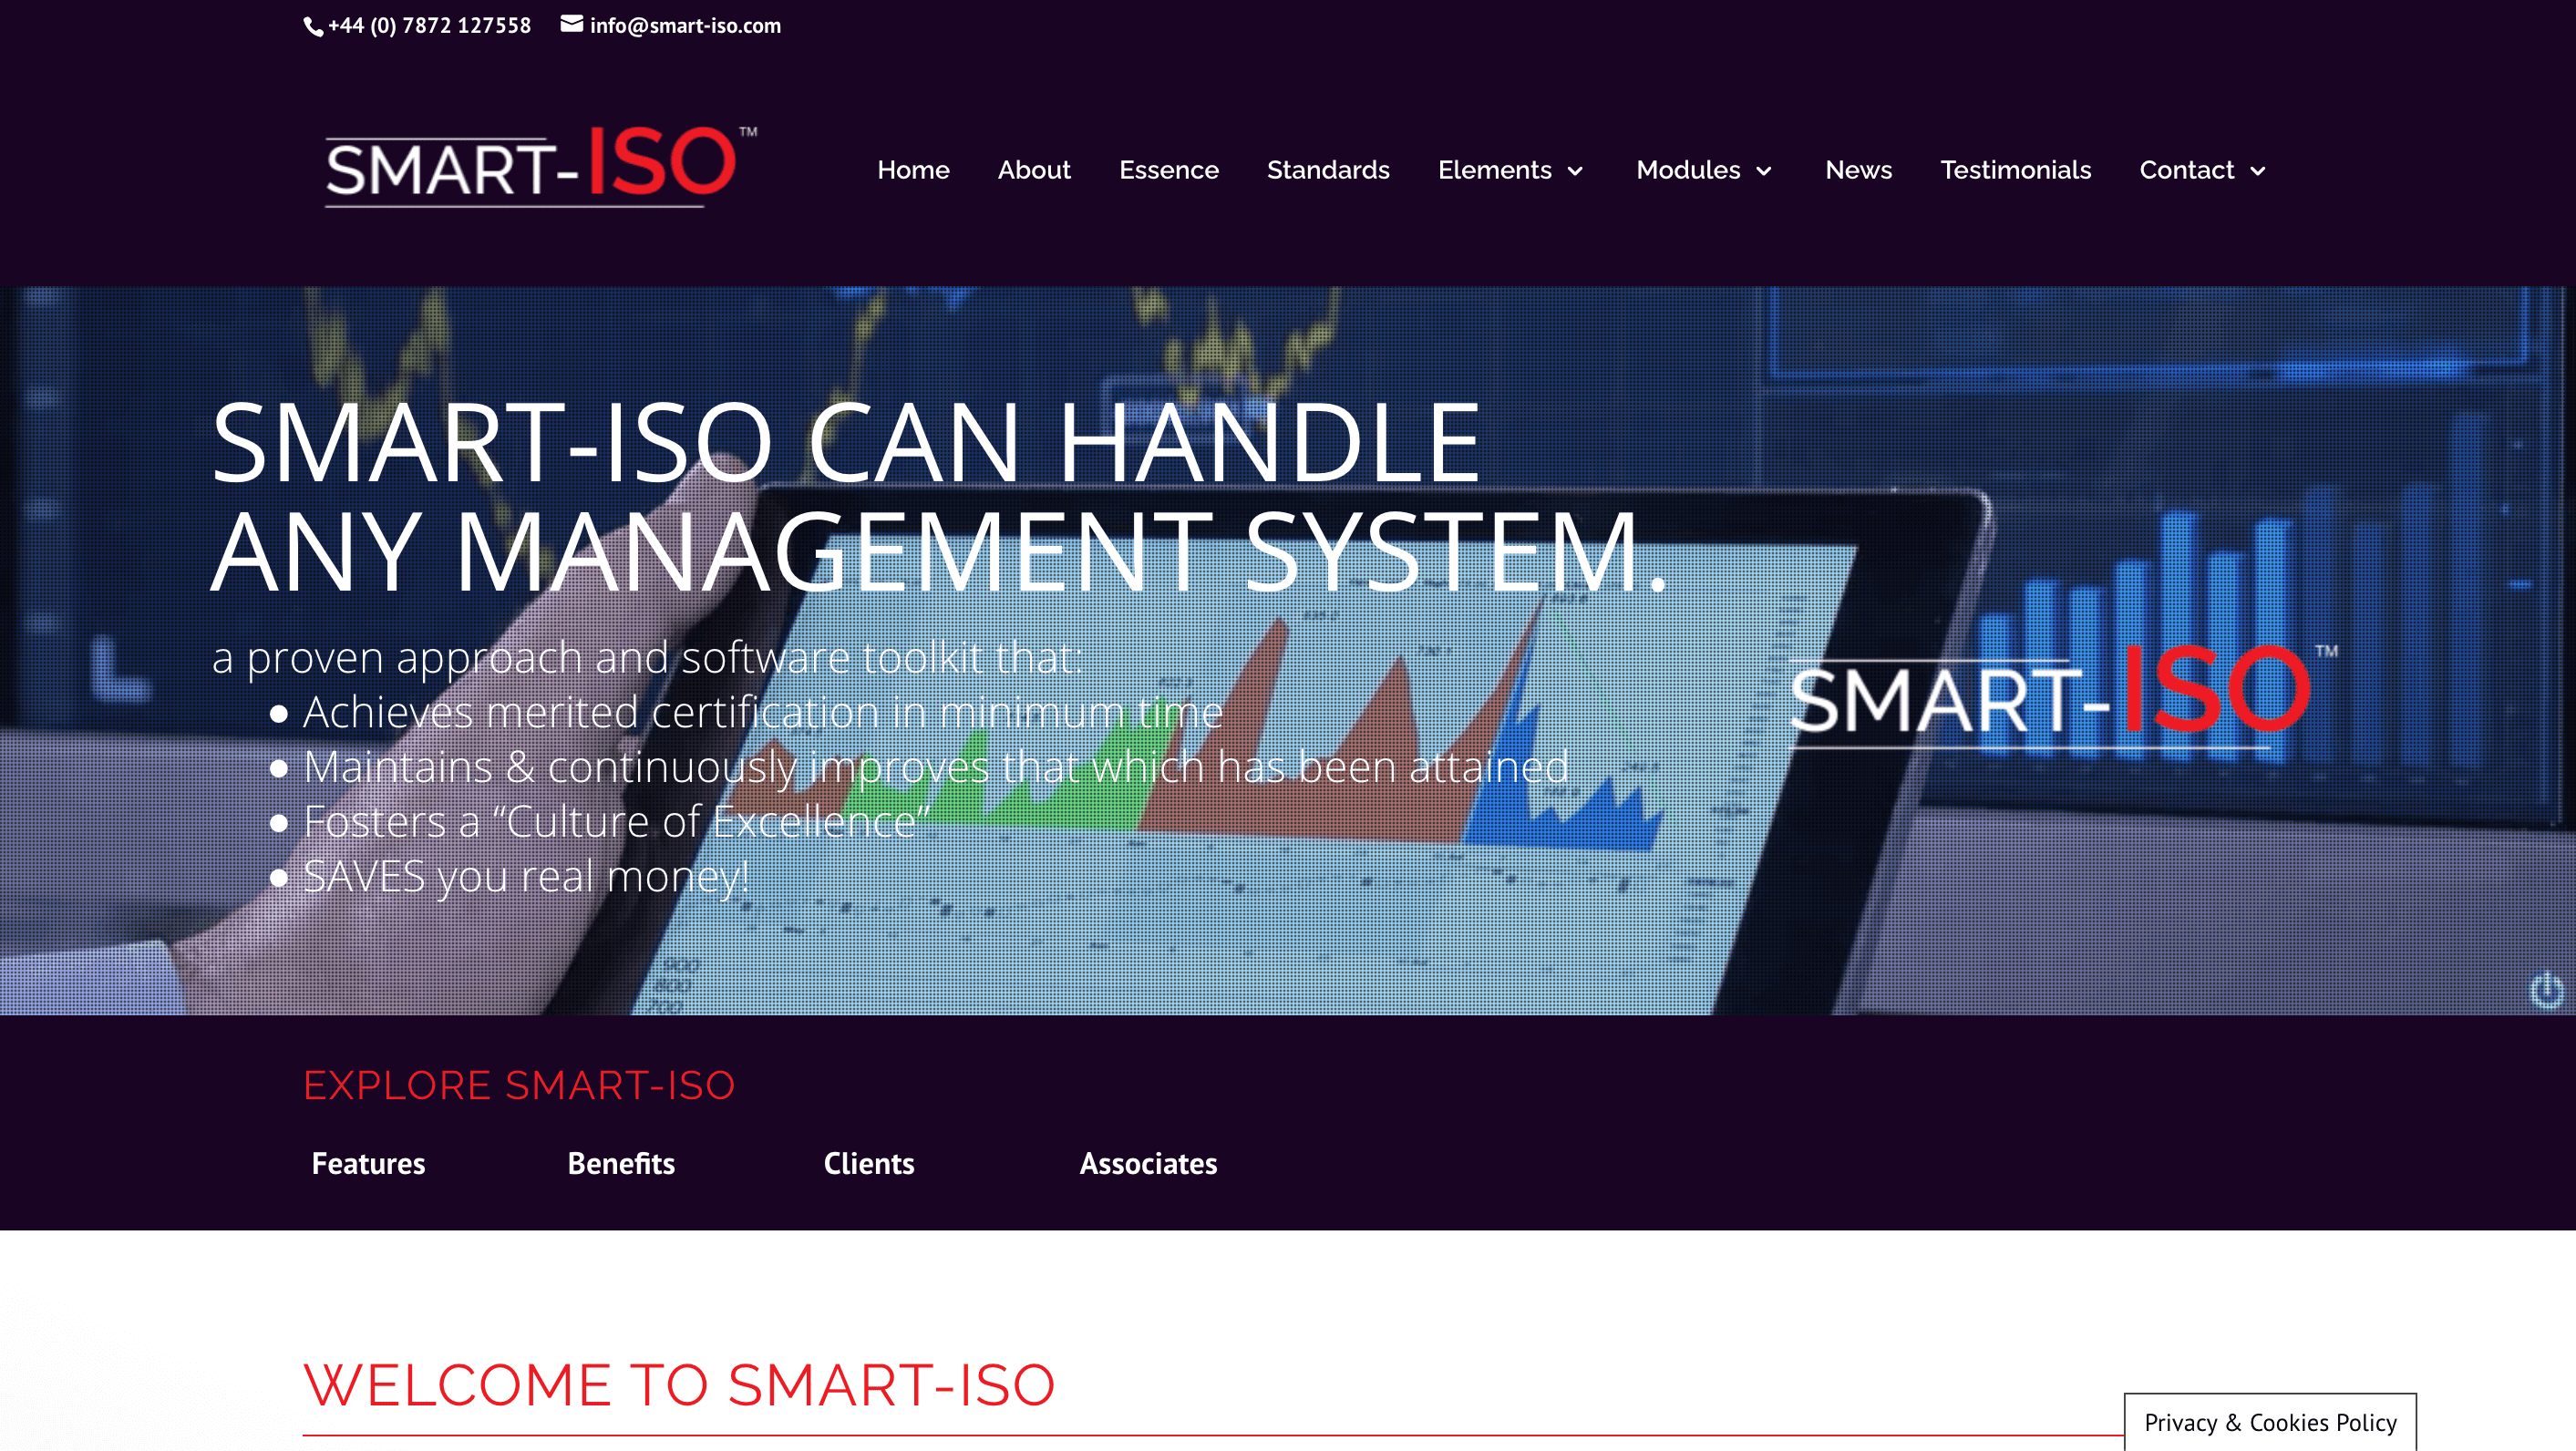 +44 (0) 7872 127558 info@smart-iso.com
SMART-ISO™
Home About Essence Standards Elements Modules News Testimonials Contact
SMART-ISO CAN HANDLE
ANY MANAGEMENT SYSTEM.
a proven approach and software toolkit that:
● Achieves merited certification in minimum time
● Maintains & continuously improves that which has been attained
● Fosters a “Culture of Excellence”
● SAVES you real money!
SMART-ISO™
900
800
700
EXPLORE SMART-ISO
Features Benefits Clients Associates
WELCOME TO SMART-ISO
Privacy & Cookies Policy